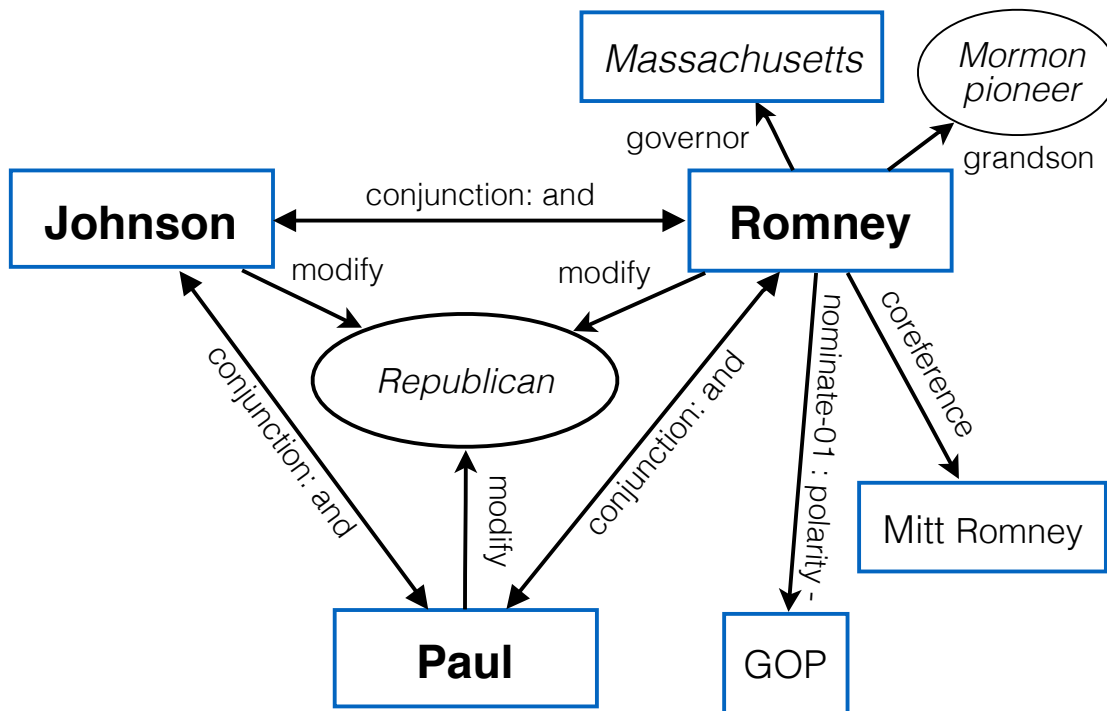 Massachusetts
Mormon
pioneer
governor
grandson
Johnson
conjunction: and
Romney
modify
modify
Republican
conjunction: and
conjunction: and
nominate-01 : polarity -
coreference
modify
Mitt Romney
Paul
GOP